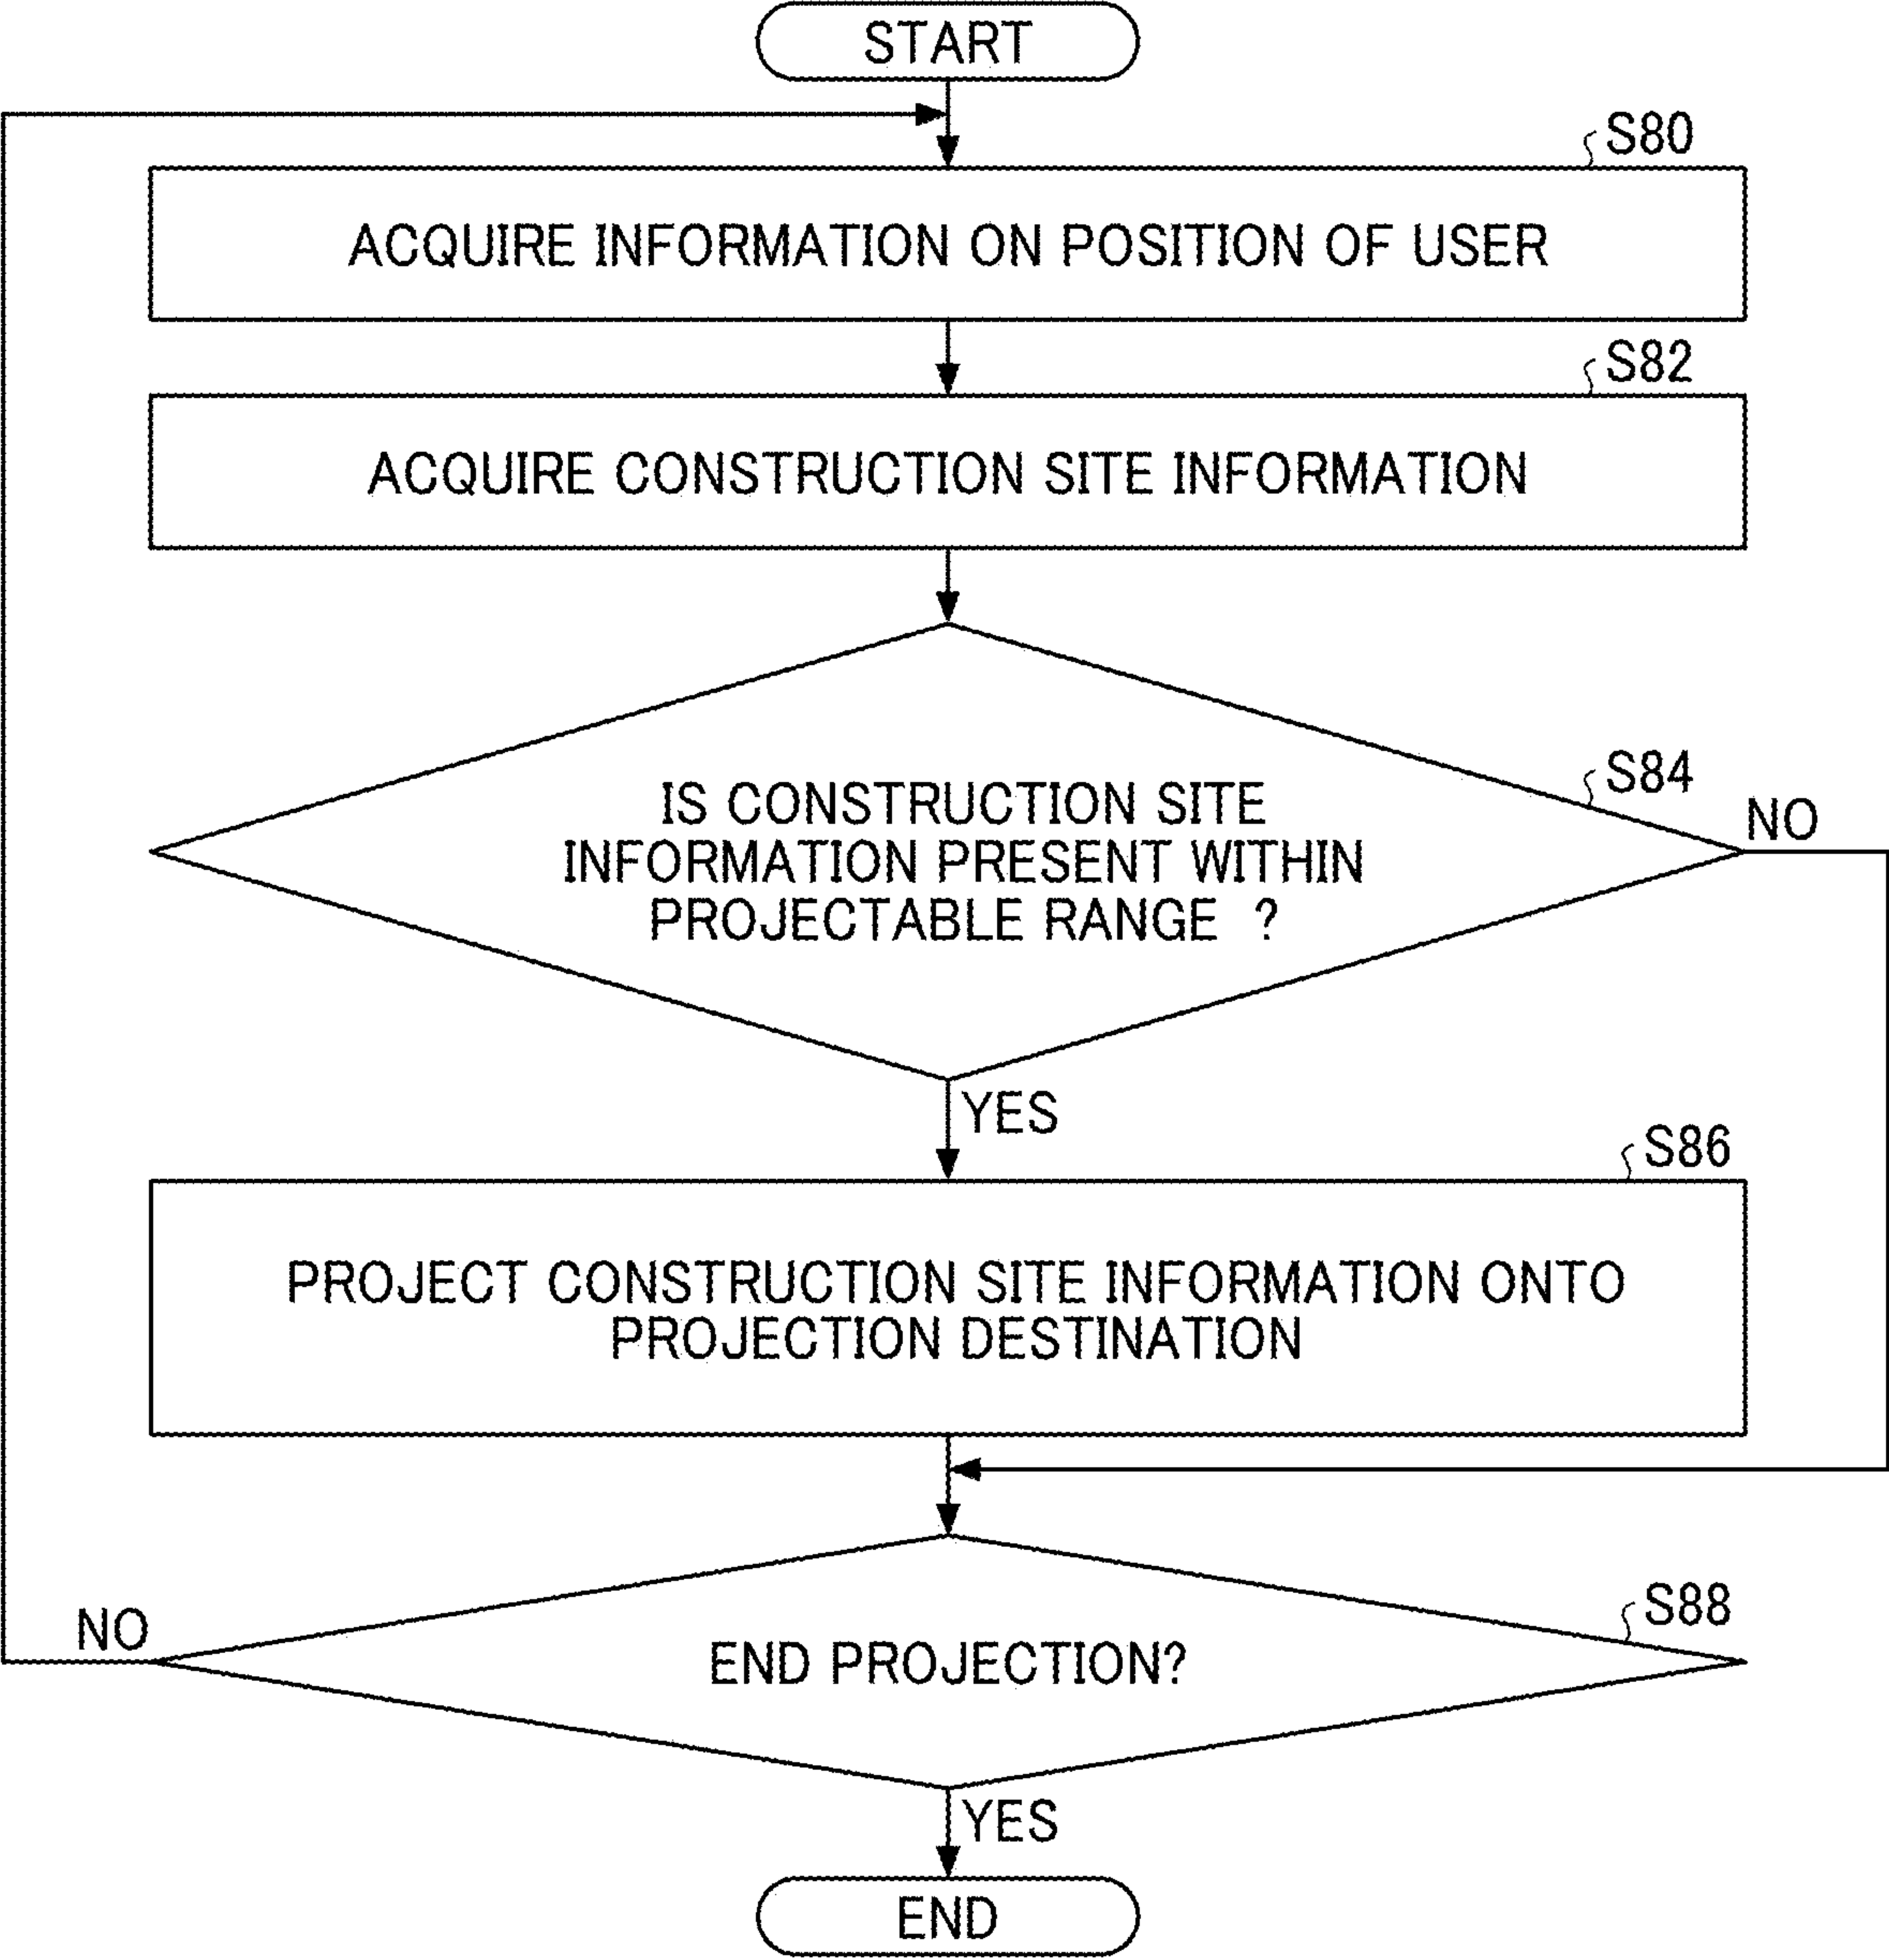 START
S80
ACQUIRE INFORMATION ON POSITION OF USER
S82
ACQUIRE CONSTRUCTION SITE INFORMATION
S84
IS CONSTRUCTION SITE
INFORMATION PRESENT WITHIN
PROJECTABLE RANGE ?
NO
YES
S86
PROJECT CONSTRUCTION SITE INFORMATION ONTO
PROJECTION DESTINATION
S88
NO
END PROJECTION?
YES
END